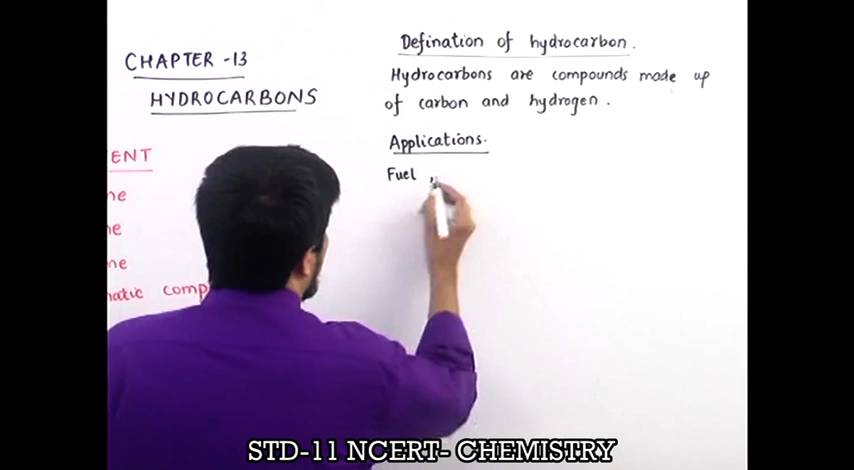 CHAPTER -13
HYDROCARBONS
ENT
ne
ne
ne
matic comp
Defination of hydrocarbon.
Hydrocarbons are compounds made up
of carbon and hydrogen.
Applications.
Fuel ,
STD-11 NCERT- CHEMISTRY